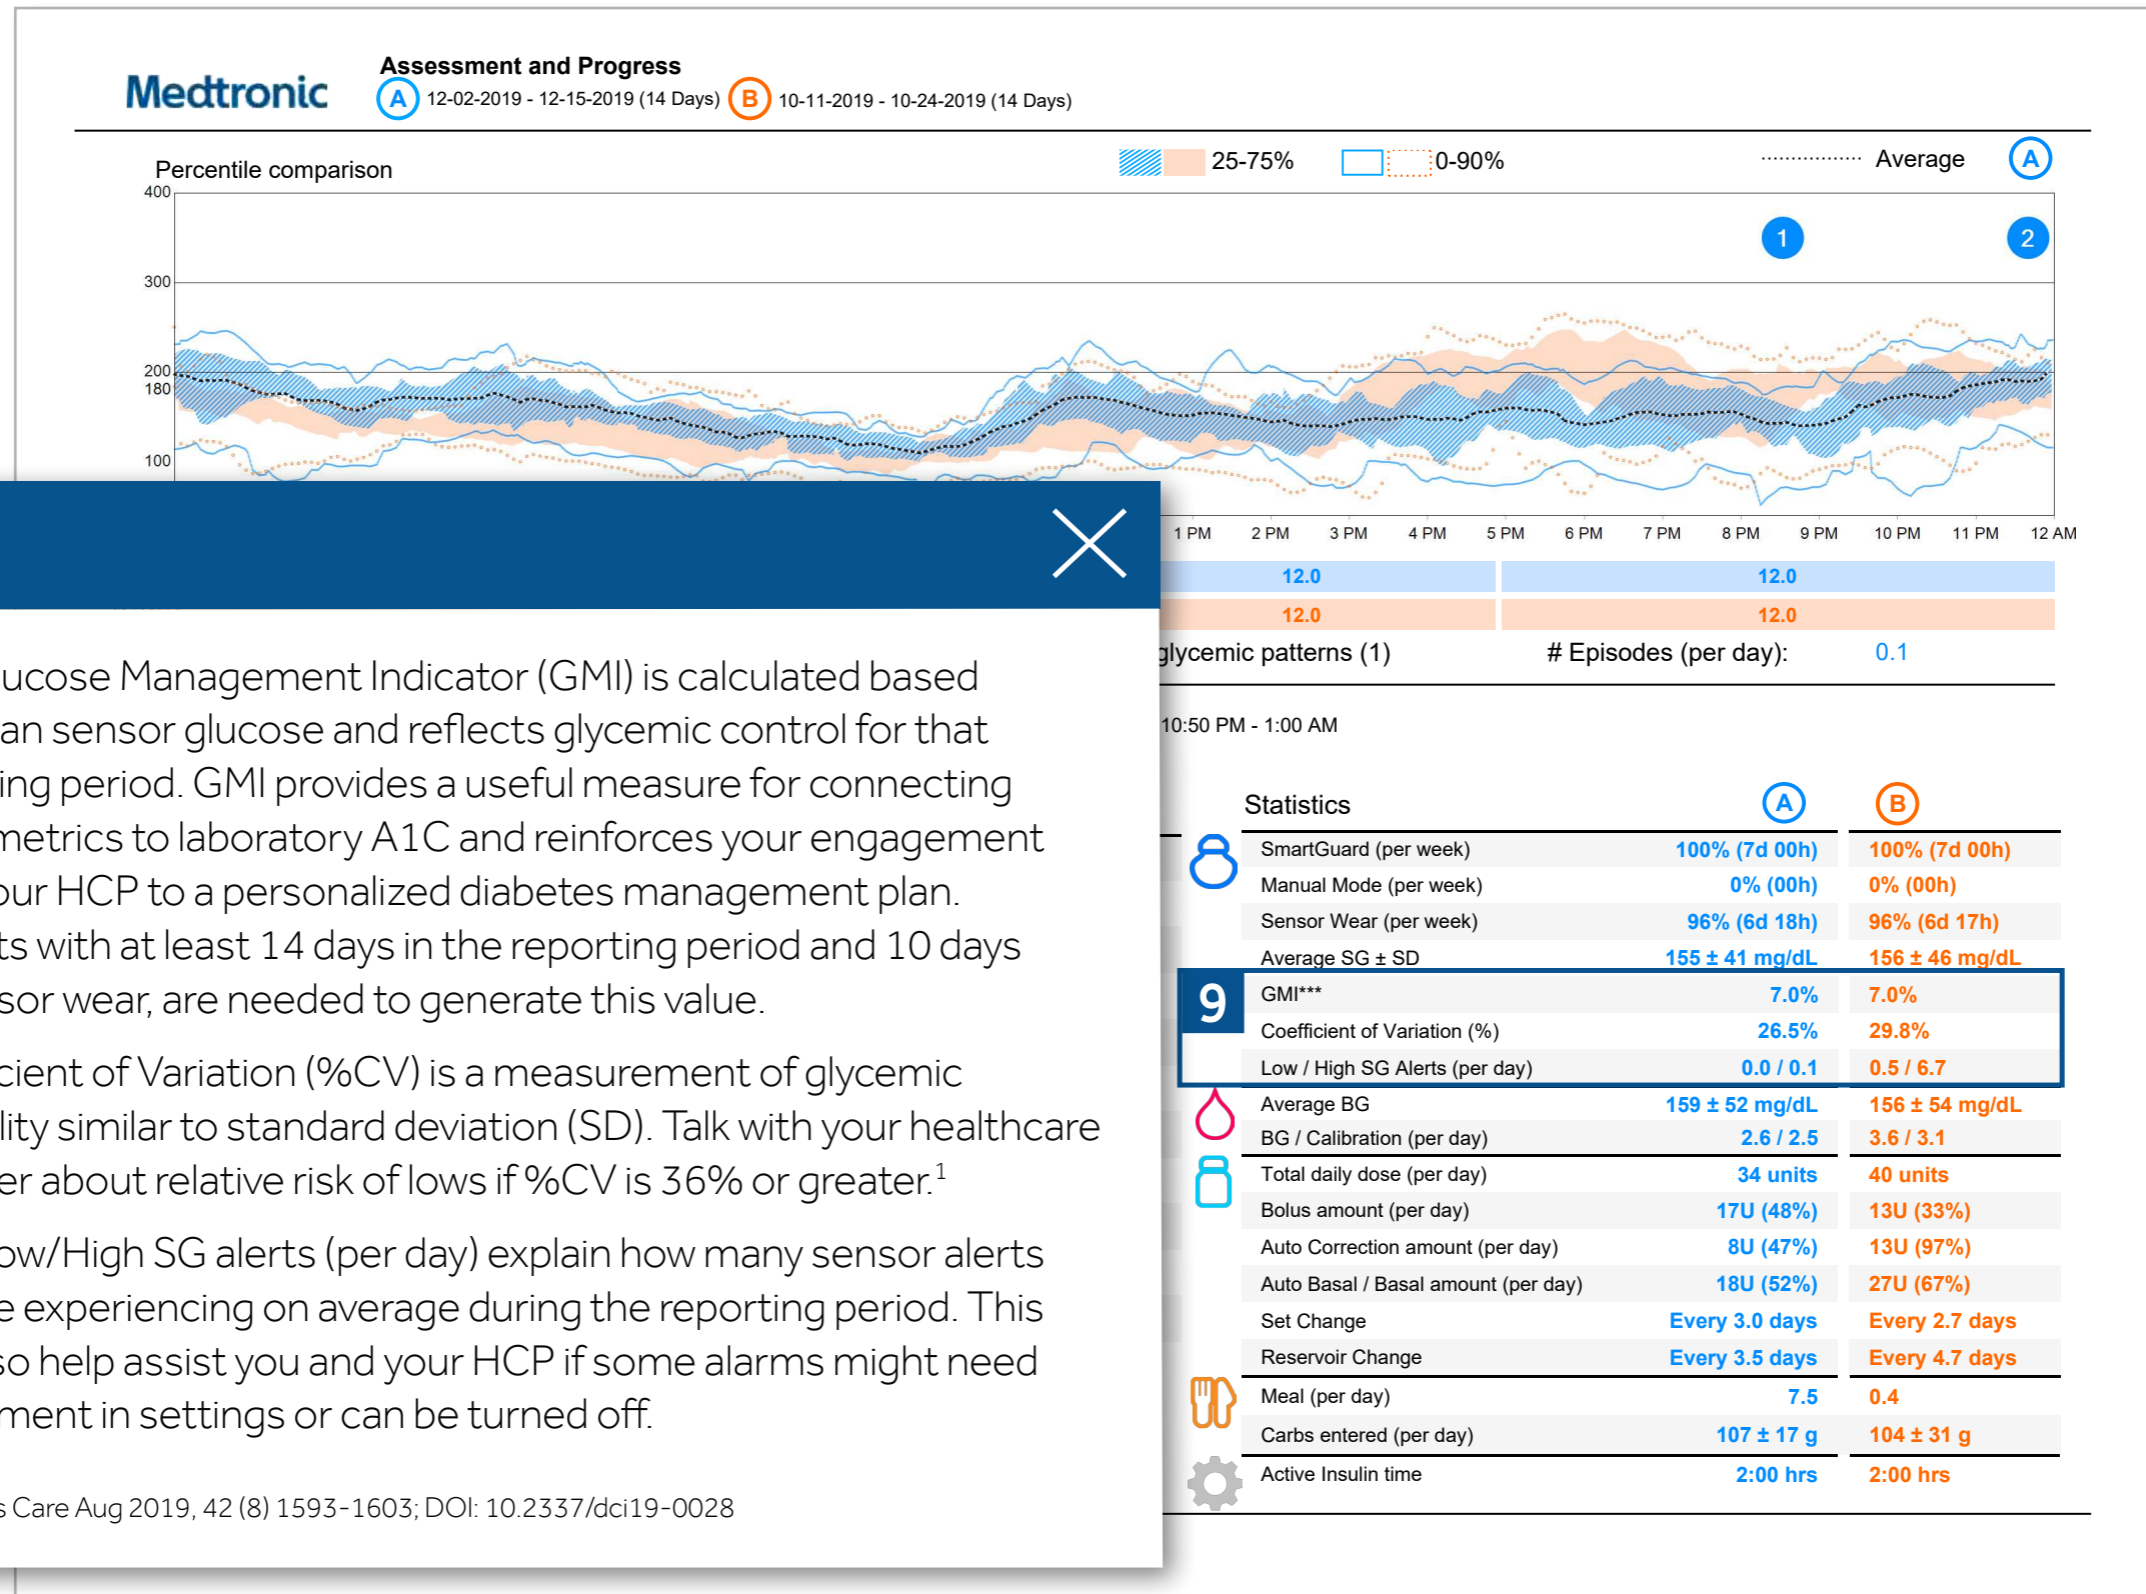 Medtronic
Assessment and Progress
A 12-02-2019 - 12-15-2019 (14 Days) B 10-11-2019 - 10-24-2019 (14 Days)
Percentile comparison
25-75% 0-90% Average A
400
300
200
180
100
1 2
1 PM 2 PM 3 PM 4 PM 5 PM 6 PM 7 PM 8 PM 9 PM 10 PM 11 PM 12 AM
12.0 12.0
12.0 12.0
glycemic patterns (1) # Episodes (per day): 0.1
10:50 PM - 1:00 AM
ucose Management Indicator (GMI) is calculated based
an sensor glucose and reflects glycemic control for that
ing period. GMI provides a useful measure for connecting
metrics to laboratory A1C and reinforces your engagement
our HCP to a personalized diabetes management plan.
ts with at least 14 days in the reporting period and 10 days
sor wear, are needed to generate this value.
cient of Variation (%CV) is a measurement of glycemic
lity similar to standard deviation (SD). Talk with your healthcare
er about relative risk of lows if %CV is 36% or greater.1
ow/High SG alerts (per day) explain how many sensor alerts
e experiencing on average during the reporting period. This
so help assist you and your HCP if some alarms might need
ment in settings or can be turned off.
s Care Aug 2019, 42 (8) 1593-1603; DOI: 10.2337/dci19-0028
Statistics A B
SmartGuard (per week) 100% (7d 00h) 100% (7d 00h)
Manual Mode (per week) 0% (00h) 0% (00h)
Sensor Wear (per week) 96% (6d 18h) 96% (6d 17h)
Average SG ± SD 155 ± 41 mg/dL 156 ± 46 mg/dL
9
GMI*** 7.0% 7.0%
Coefficient of Variation (%) 26.5% 29.8%
Low / High SG Alerts (per day) 0.0 / 0.1 0.5 / 6.7
Average BG 159 ± 52 mg/dL 156 ± 54 mg/dL
BG / Calibration (per day) 2.6 / 2.5 3.6 / 3.1
Total daily dose (per day) 34 units 40 units
Bolus amount (per day) 17U (48%) 13U (33%)
Auto Correction amount (per day) 8U (47%) 13U (97%)
Auto Basal / Basal amount (per day) 18U (52%) 27U (67%)
Set Change Every 3.0 days Every 2.7 days
Reservoir Change Every 3.5 days Every 4.7 days
Meal (per day) 7.5 0.4
Carbs entered (per day) 107 ± 17 g 104 ± 31 g
Active Insulin time 2:00 hrs 2:00 hrs